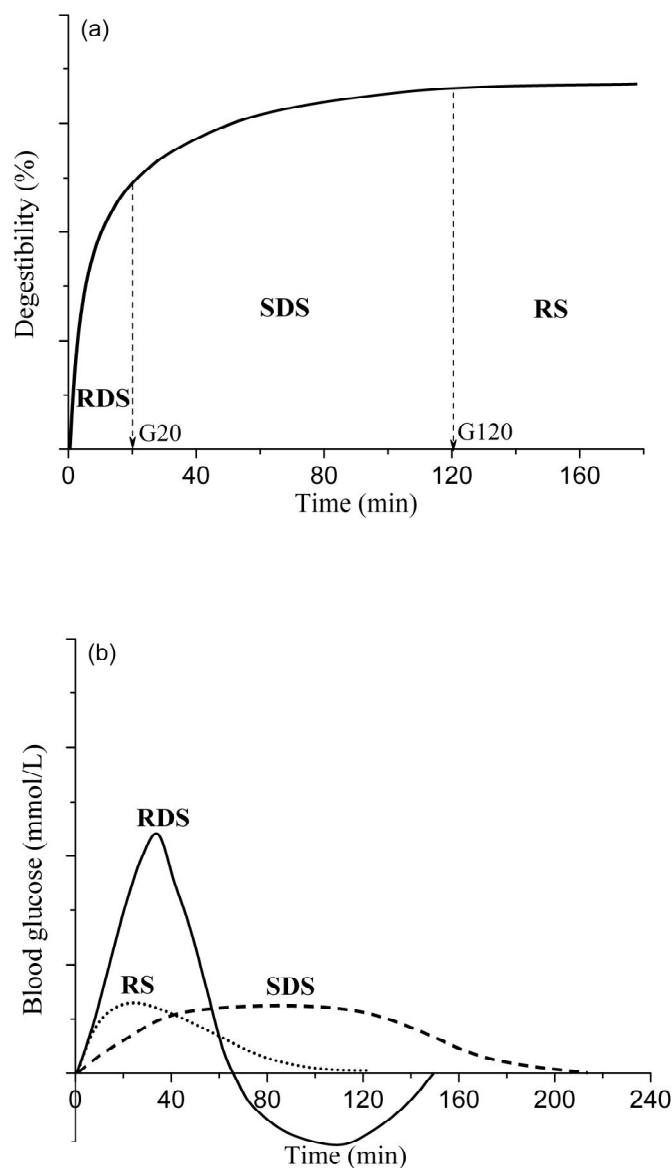 (a)
Degestibility (%)
SDS
RS
RDS
G20
G120
0 40 80 120 160
Time (min)
(b)
Blood glucose (mmol/L)
RDS
RS
SDS
0 40 80 120 160 200 240
Time (min)